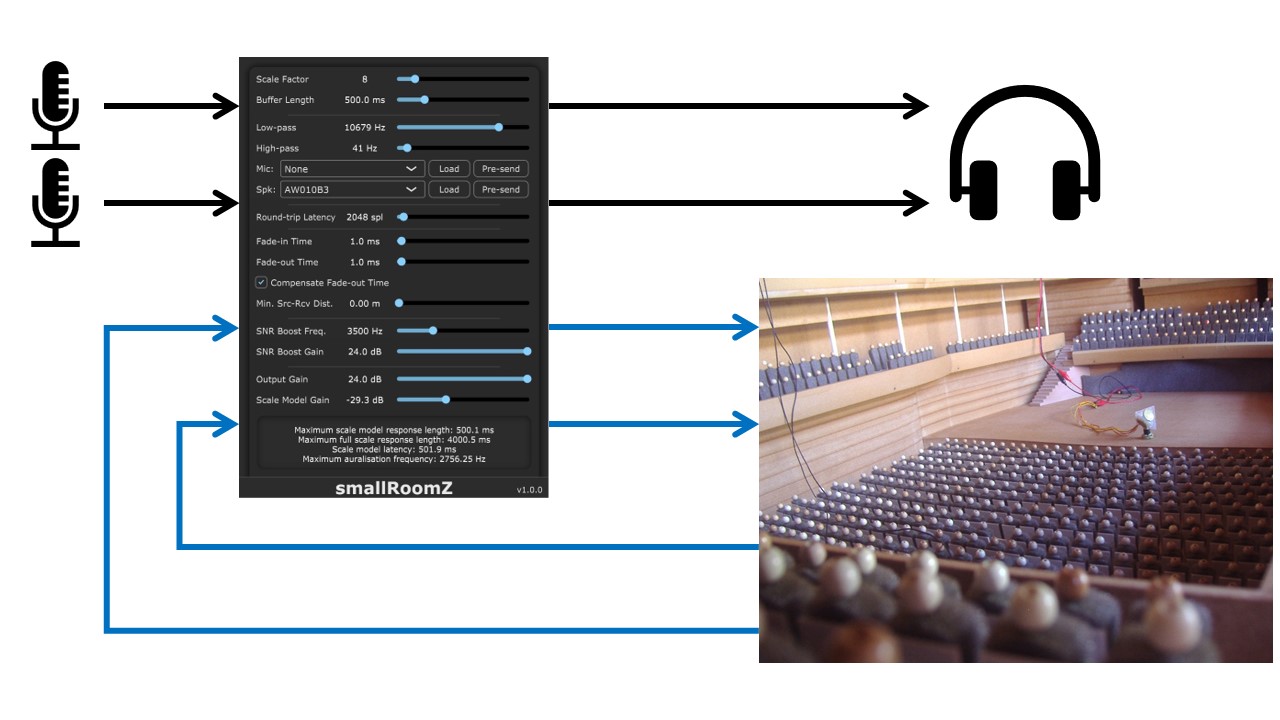 Scale Factor 8
Buffer Length 500.0 ms
Low-pass 10679 Hz
High-pass 41 Hz
Mic: None Load Pre-send
Spk: AW010B3 Load Pre-send
Round-trip Latency 2048 spl
Fade-in Time 1.0 ms
Fade-out Time 1.0 ms
Compensate Fade-out Time
Min. Src-Rcv Dist. 0.00 m
SNR Boost Freq. 3500 Hz
SNR Boost Gain 24.0 dB
Output Gain 24.0 dB
Scale Model Gain -29.3 dB
Maximum scale model response length: 500.1 ms
Maximum full scale response length: 4000.5 ms
Scale model latency: 501.9 ms
Maximum auralisation frequency: 2756.25 Hz
smallRoomZ v1.0.0